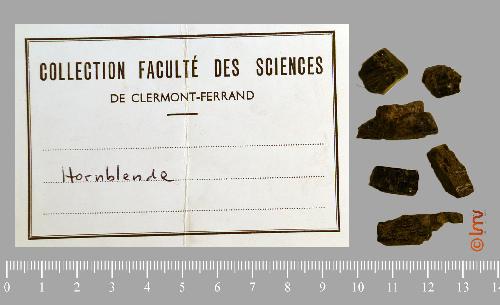 COLLECTION FACULTÉ DES SCIENCES
DE CLERMONT-FERRAND
Hornblende
©lmv
0 1 2 3 4 5 6 7 8 9 10 11 12 13 14